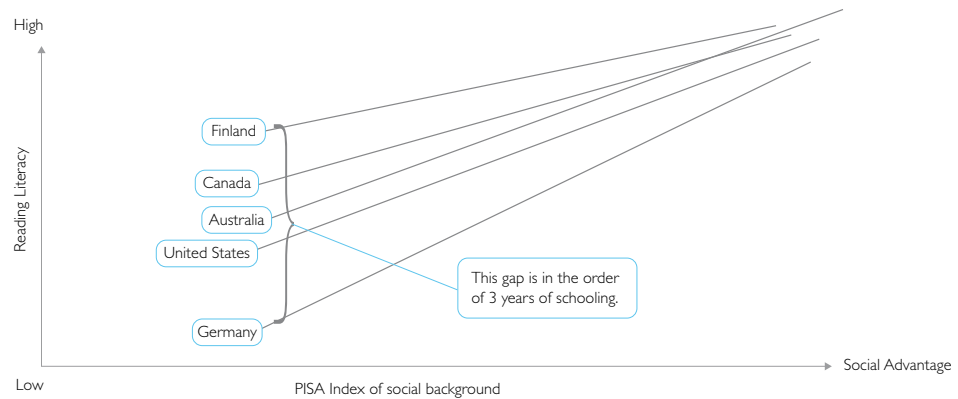 High
Reading Literacy
Finland
Canada
Australia
United States
Germany
This gap is in the order
of 3 years of schooling.
Social Advantage
Low
PISA Index of social background